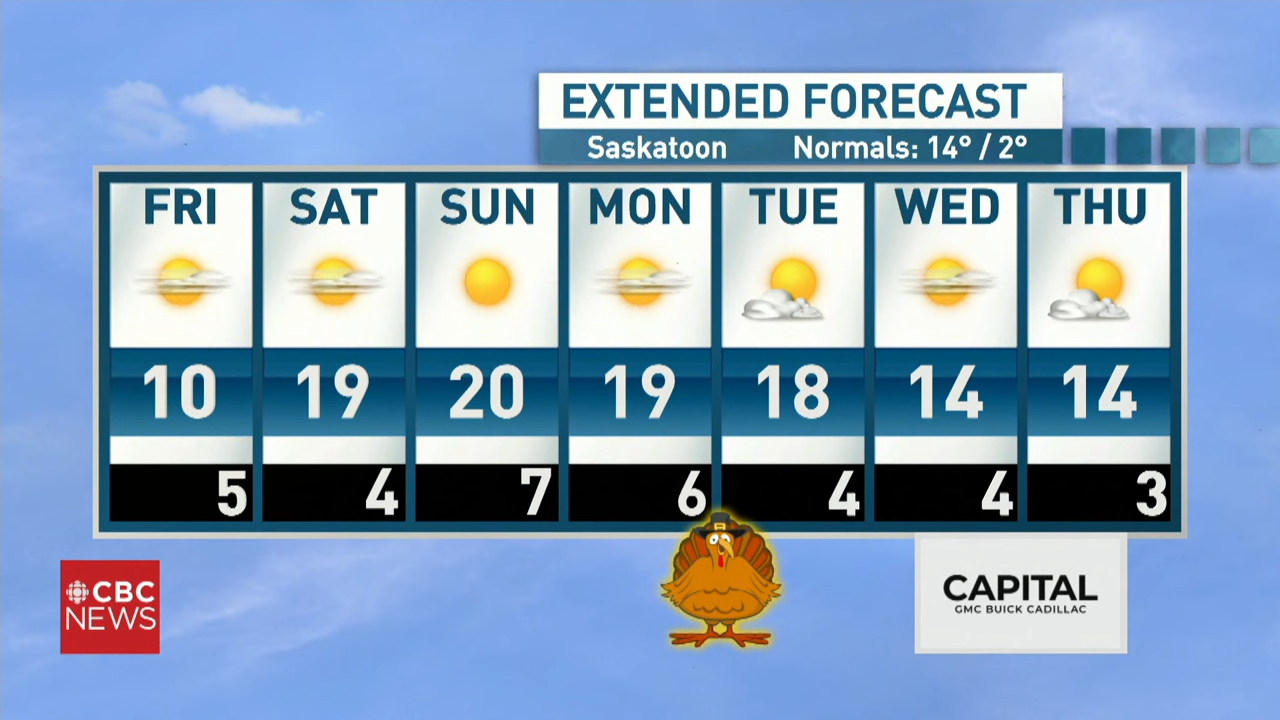 EXTENDED FORECAST
Saskatoon Normals: 14° / 2°
FRI SAT SUN MON TUE WED THU
10 19 20 19 18 14 14
5 4 7 6 4 4 3
CBC
NEWS
CAPITAL
GMC BUICK CADILLAC